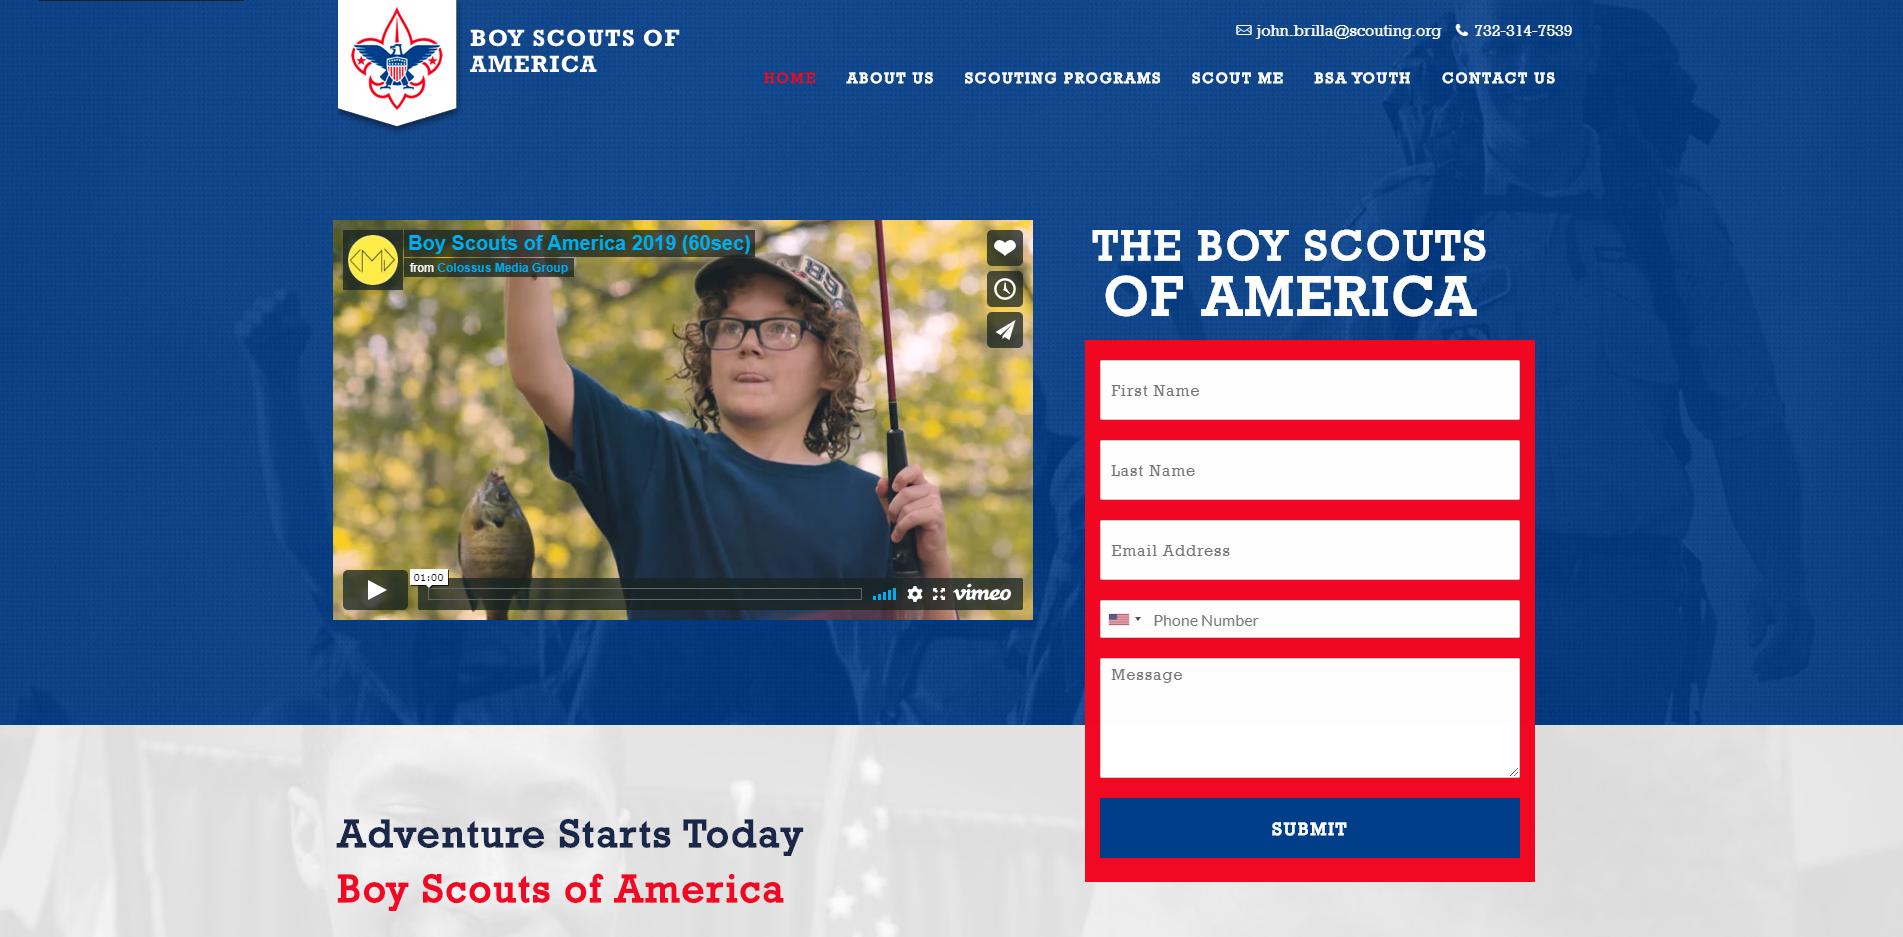 BOY SCOUTS OF
AMERICA
john.brilla@scouting.org 732-314-7539
HOME ABOUT US SCOUTING PROGRAMS SCOUT ME BSA YOUTH CONTACT US
Boy Scouts of America 2019 (60sec)
from Colossus Media Group
89
01:00
vimeo
THE BOY SCOUTS
OF AMERICA
First Name
Last Name
Email Address
Phone Number
Message
SUBMIT
Adventure Starts Today
Boy Scouts of America